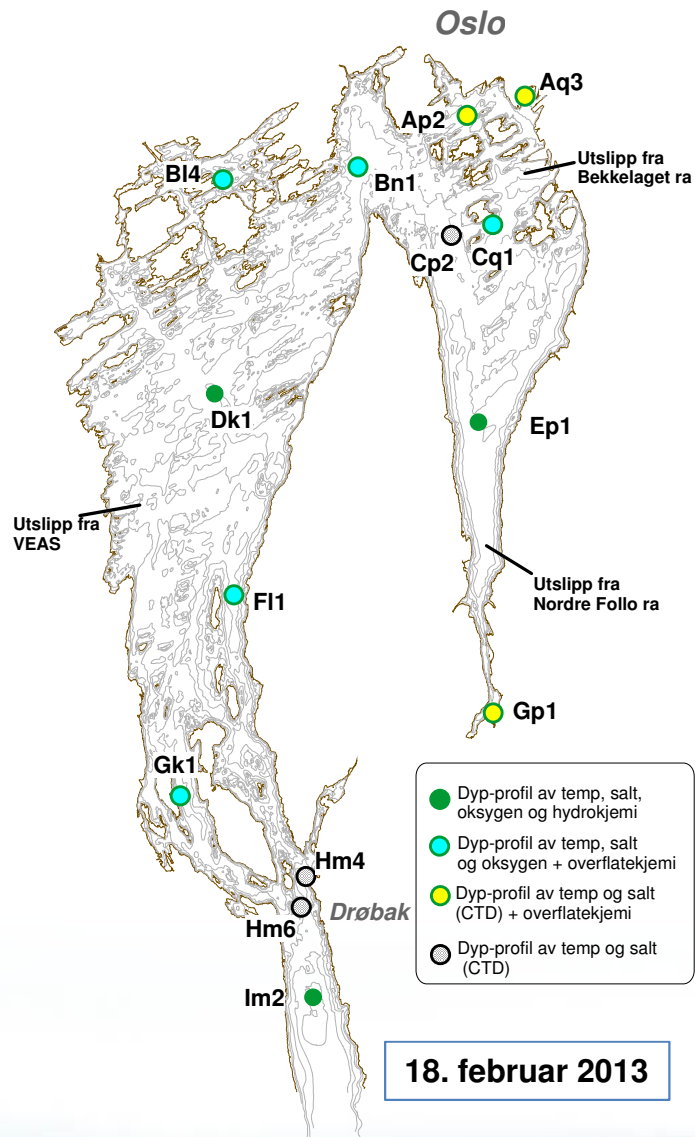 Oslo
Aq3
Ap2
Bl4
Bn1
Utslipp fra
Bekkelaget ra
Cp2
Cq1
Dk1
Ep1
Utslipp fra
VEAS
Fl1
Utslipp fra
Nordre Follo ra
Gp1
Gk1
Hm4
Drøbak
Hm6
Im2
Dyp-profil av temp, salt,
oksygen og hydrokjemi
Dyp-profil av temp, salt
og oksygen + overflatekjemi
Dyp-profil av temp og salt
(CTD) + overflatekjemi
Dyp-profil av temp og salt
(CTD)
18. februar 2013